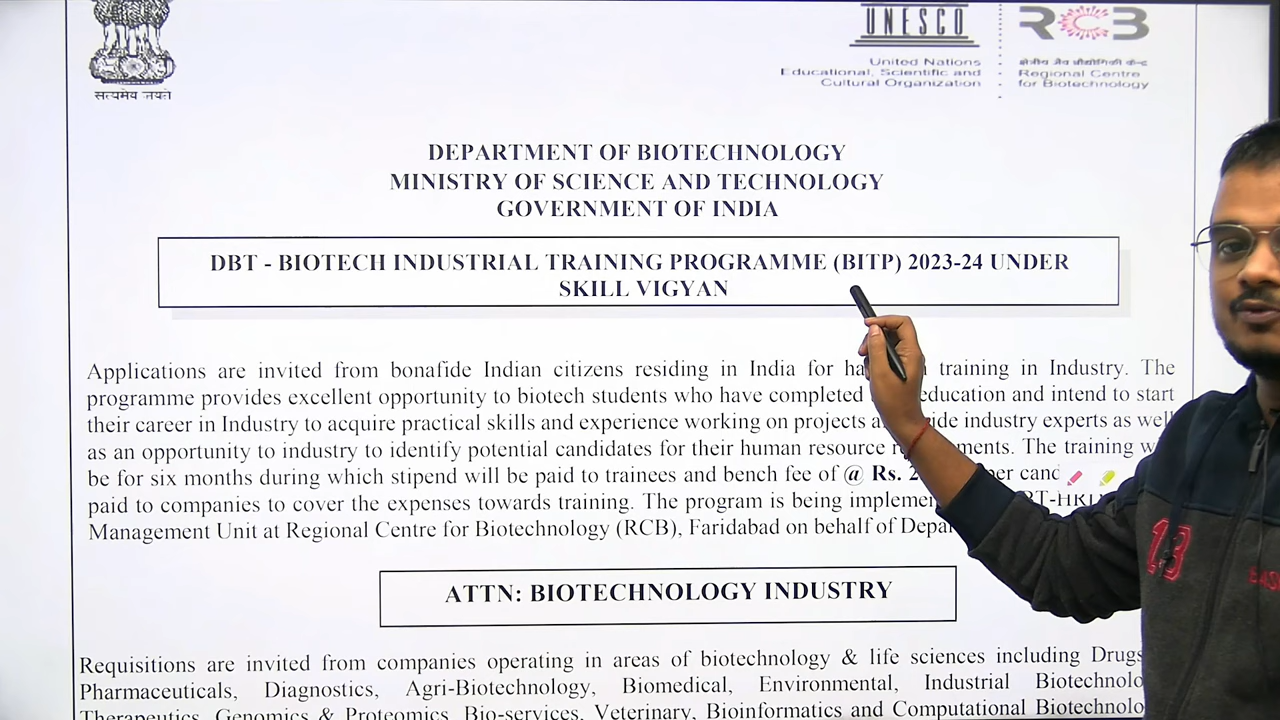 सत्यमेव जयते
UNESCO
United Nations
Educational, Scientific and
Cultural Organization
RCB
क्षेत्रीय जैव प्रौद्योगिकी केन्द्र
Regional Centre
for Biotechnology
DEPARTMENT OF BIOTECHNOLOGY
MINISTRY OF SCIENCE AND TECHNOLOGY
GOVERNMENT OF INDIA
DBT - BIOTECH INDUSTRIAL TRAINING PROGRAMME (BITP) 2023-24 UNDER
SKILL VIGYAN
Applications are invited from bonafide Indian citizens residing in India for training in Industry. The
programme provides excellent opportunity to biotech students who have completed education and intend to start
their career in Industry to acquire practical skills and experience working on projects industry experts as well
as an opportunity to industry to identify potential candidates for their human resource The training
be for six months during which stipend will be paid to trainees and bench fee of @ Rs. per
paid to companies to cover the expenses towards training. The program is being
Management Unit at Regional Centre for Biotechnology (RCB), Faridabad on behalf of
ATTN: BIOTECHNOLOGY INDUSTRY
Requisitions are invited from companies operating in areas of biotechnology & life sciences including Drugs
Pharmaceuticals, Diagnostics, Agri-Biotechnology, Biomedical, Environmental, Industrial
Therapeutics, Genomics & Proteomics, Bio-services, Veterinary, Bioinformatics and Computational
13